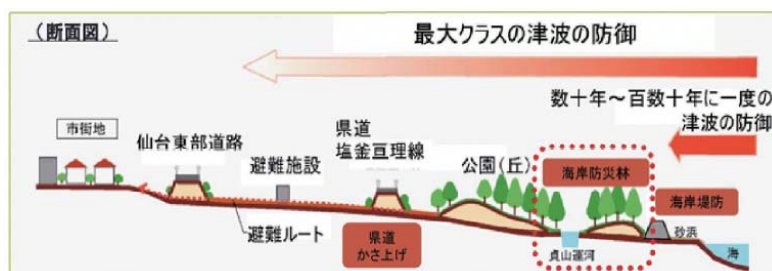 (断面図)
最大クラスの津波の防御
数十年～百数十年に一度の
津波の防御
市街地
仙台東部道路
避難施設
県道
塩釜亘理線
公園(丘)
海岸防災林
海岸堤防
砂浜
海
貞山運河
避難ルート
県道
かさ上げ